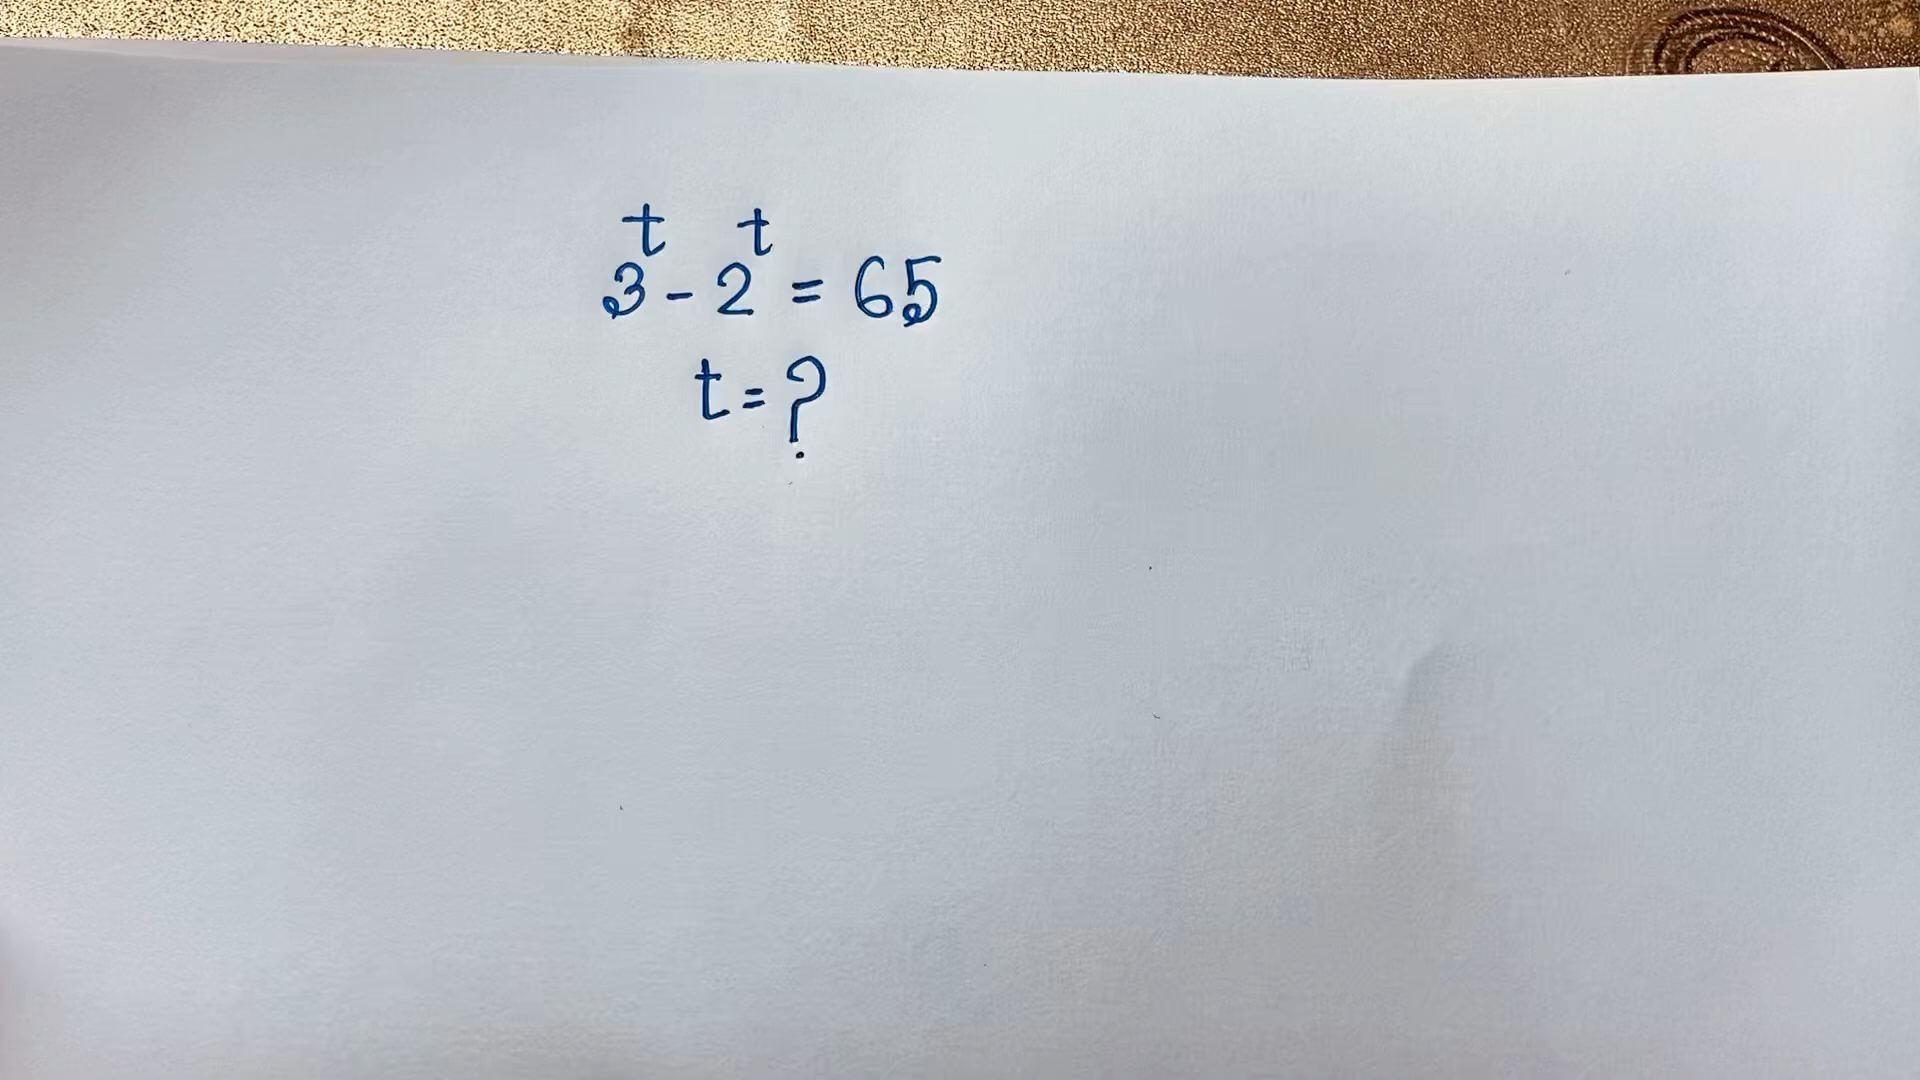 3^t - 2^t = 65
t = ?